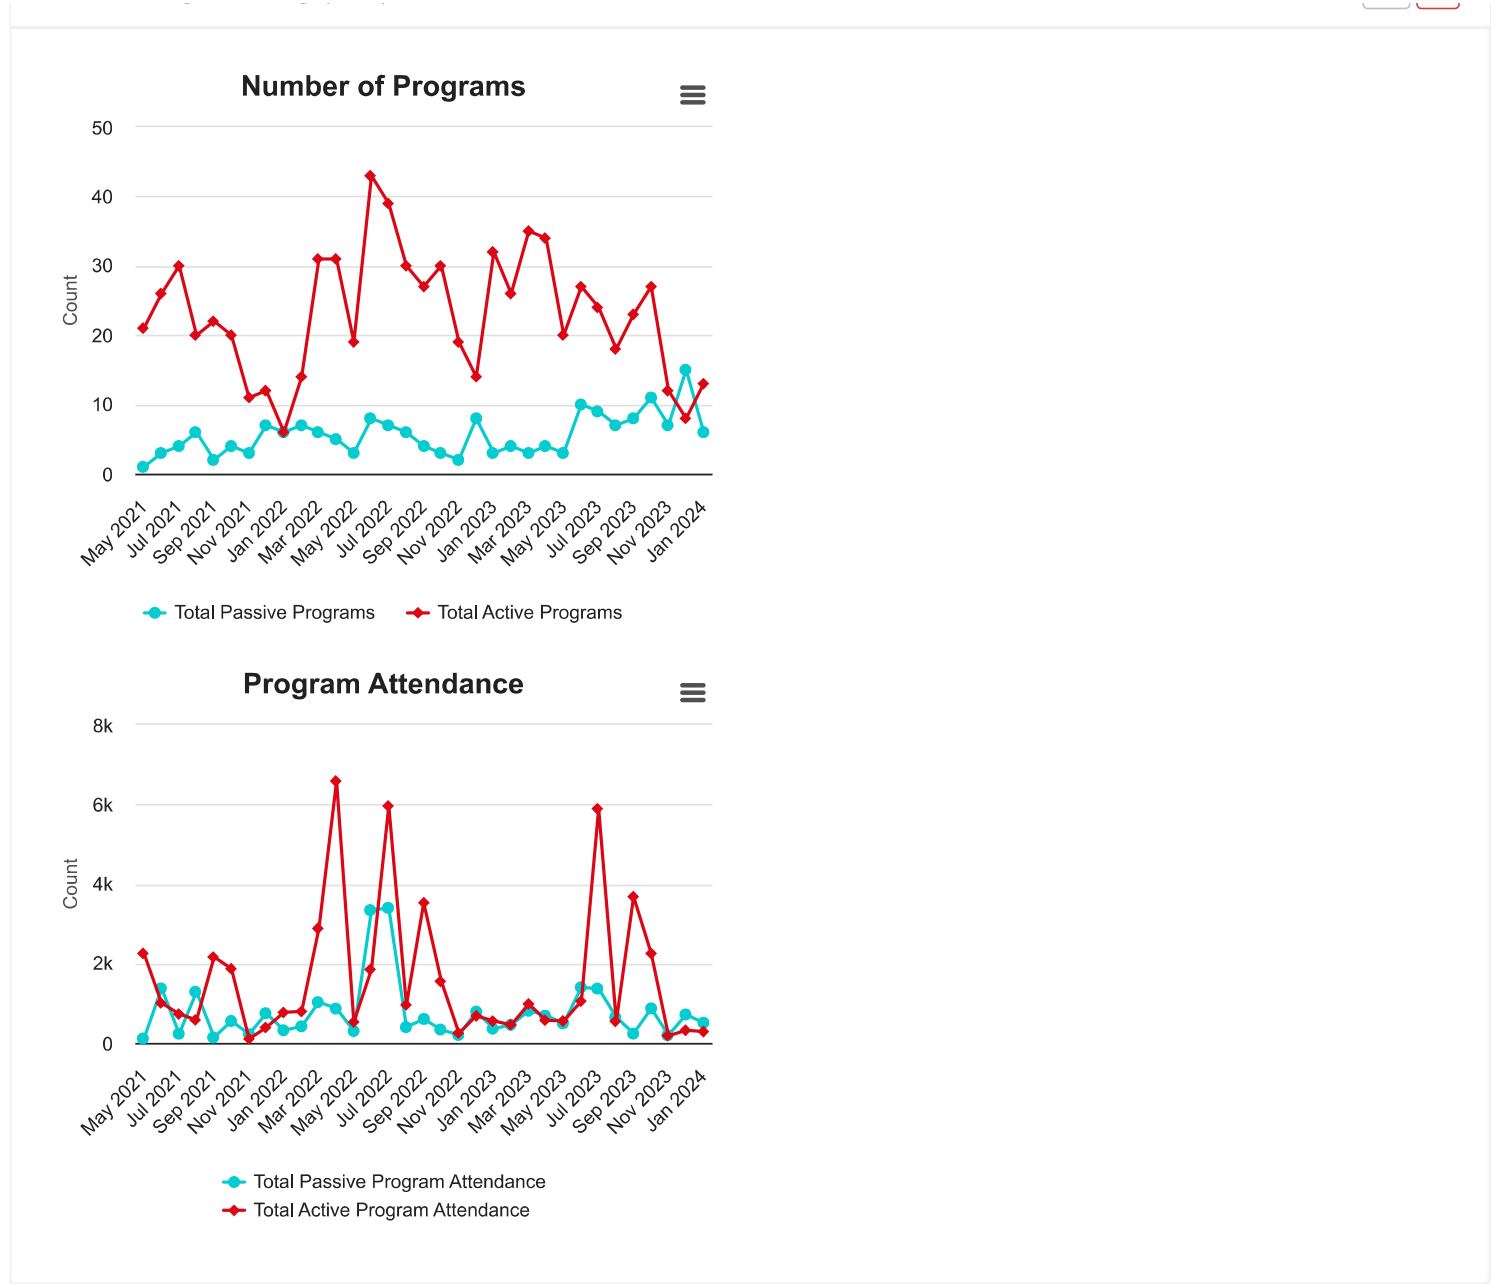 Number of Programs
50
40
30
20
10
0
Count
May 2021
Jul 2021
Sep 2021
Nov 2021
Jan 2022
Mar 2022
May 2022
Jul 2022
Sep 2022
Nov 2022
Jan 2023
Mar 2023
May 2023
Jul 2023
Sep 2023
Nov 2023
Jan 2024
Total Passive Programs
Total Active Programs
Program Attendance
8k
6k
4k
2k
0
Count
May 2021
Jul 2021
Sep 2021
Nov 2021
Jan 2022
Mar 2022
May 2022
Jul 2022
Sep 2022
Nov 2022
Jan 2023
Mar 2023
May 2023
Jul 2023
Sep 2023
Nov 2023
Jan 2024
Total Passive Program Attendance
Total Active Program Attendance